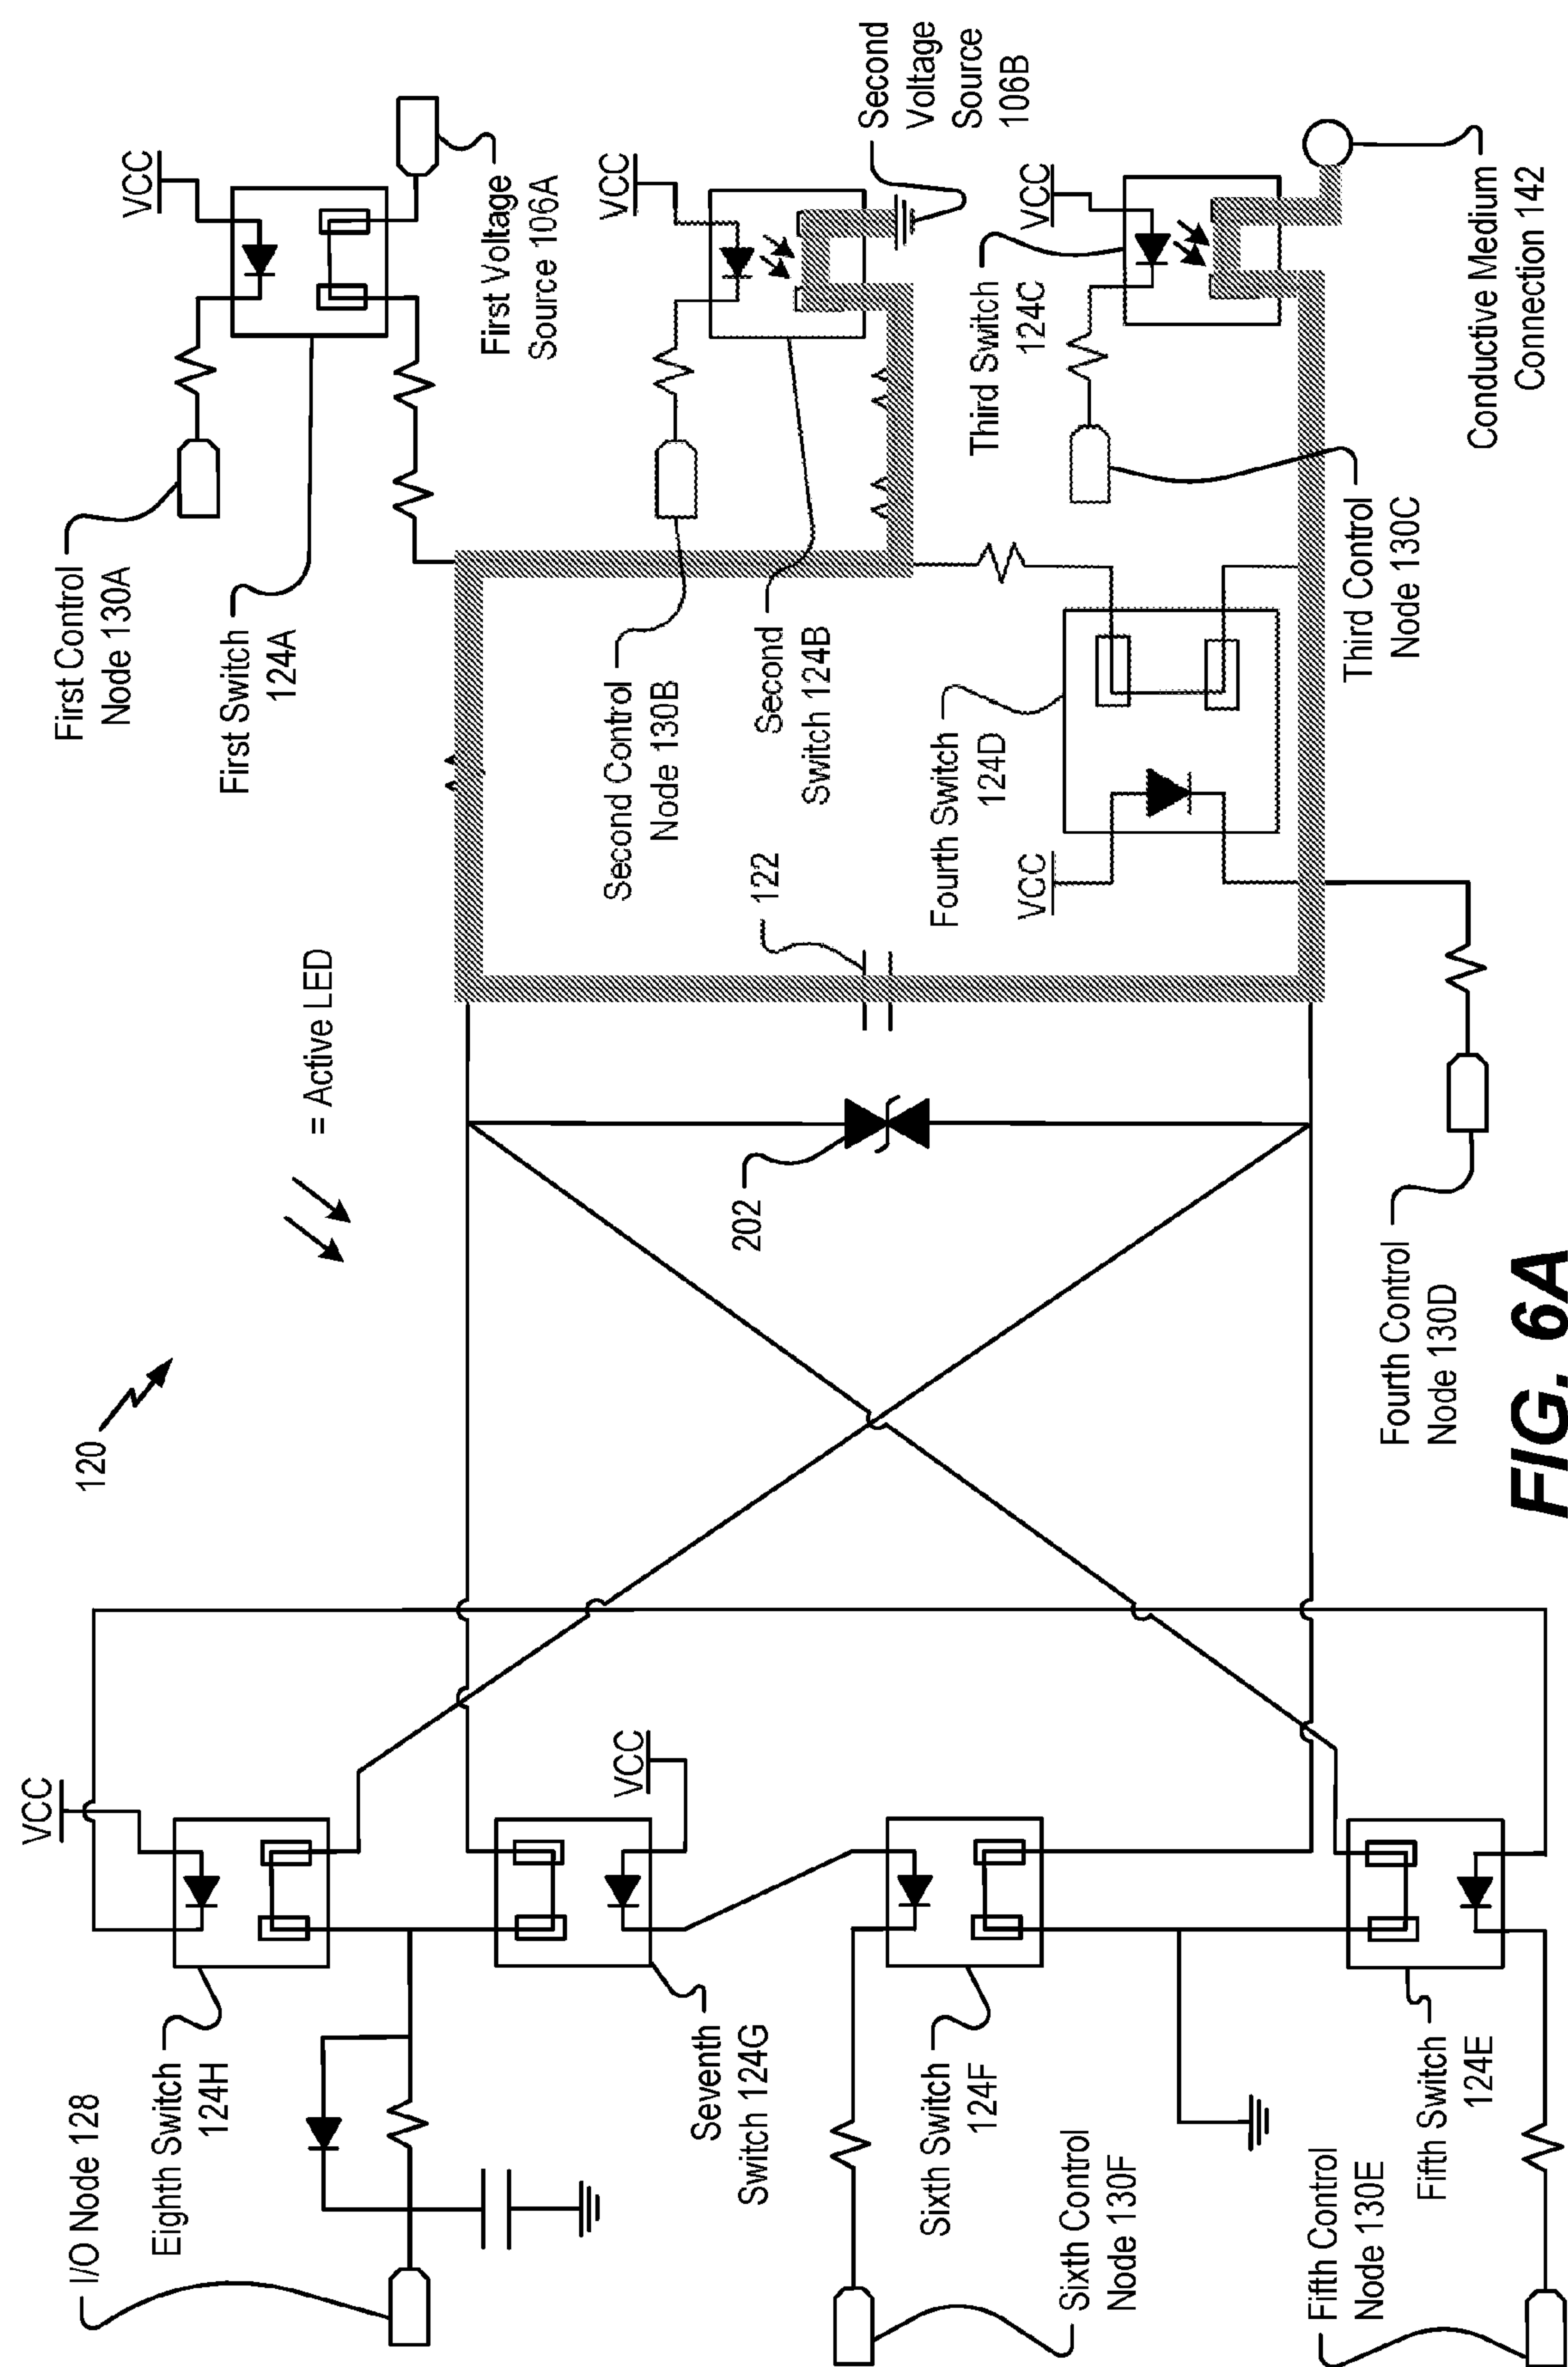 120
= Active LED
First Control
Node 130A
VCC
First Switch
124A
First Voltage
Source 106A
VCC
I/O Node 128
Eighth Switch
124H
VCC
Seventh
Switch 124G
202
122
Second Control
Node 130B
Second
Switch 124B
VCC
Second
Voltage
Source
106B
Sixth Switch
124F
Sixth Control
Node 130F
Fourth Switch
124D
VCC
Third Switch
124C
VCC
Fifth Control
Node 130E
Fifth Switch
124E
Fourth Control
Node 130D
Third Control
Node 130C
Conductive Medium
Connection 142
FIG. 6A